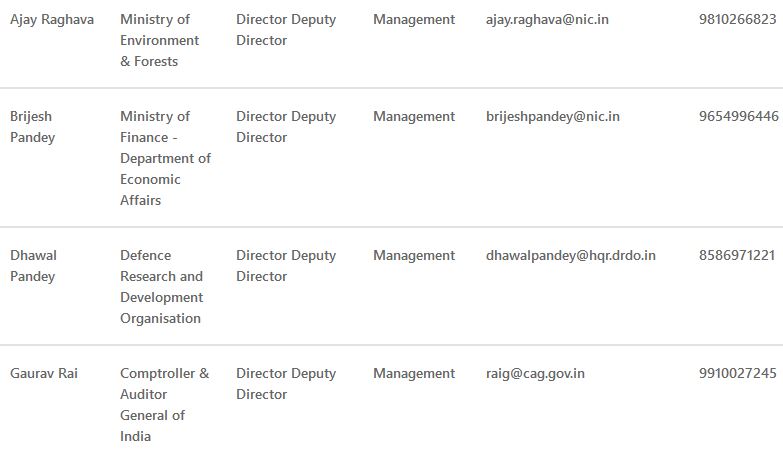 Ajay Raghava Ministry of Director Deputy Management ajay.raghava@nic.in 9810266823
Environment Director
& Forests
Brijesh Ministry of Director Deputy Management brijeshpandey@nic.in 9654996446
Pandey Finance - Director
Department of
Economic
Affairs
Dhawal Defence Director Deputy Management dhawalpandey@hqr.drdo.in 8586971221
Pandey Research and Director
Development
Organisation
Gaurav Rai Comptroller & Director Deputy Management raig@cag.gov.in 9910027245
Auditor Director
General of
India